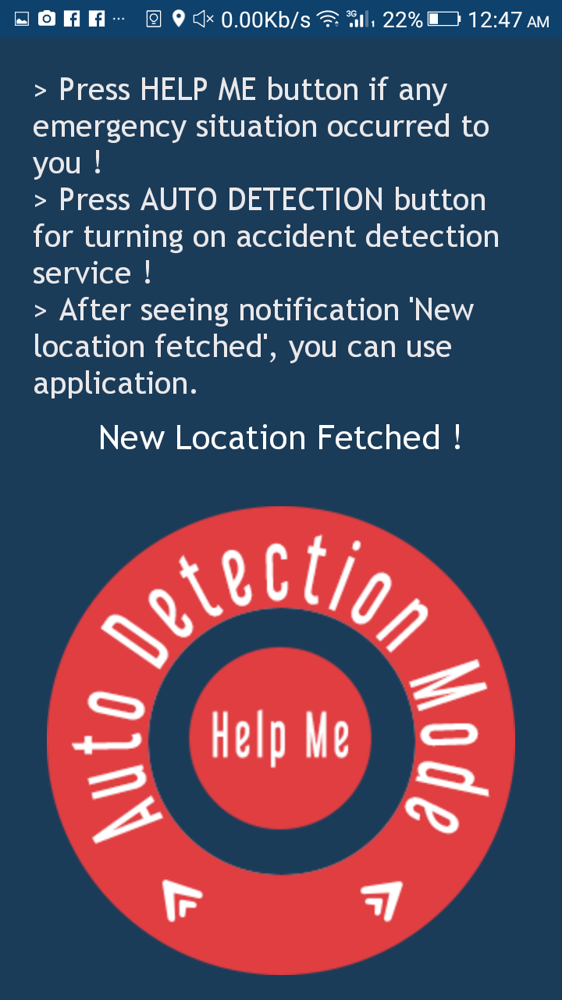 0.00Kb/s 3G 22% 12:47 AM
> Press HELP ME button if any
emergency situation occurred to
you !
> Press AUTO DETECTION button
for turning on accident detection
service !
> After seeing notification 'New
location fetched', you can use
application.
New Location Fetched !
Auto Detection Mode
Help Me